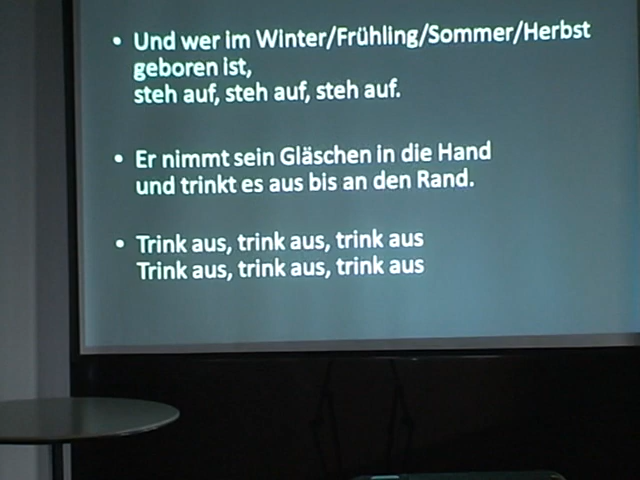 • Und wer im Winter/Frühling/Sommer/Herbst
geboren ist,
steh auf, steh auf, steh auf.
• Er nimmt sein Gläschen in die Hand
und trinkt es aus bis an den Rand.
• Trink aus, trink aus, trink aus
Trink aus, trink aus, trink aus